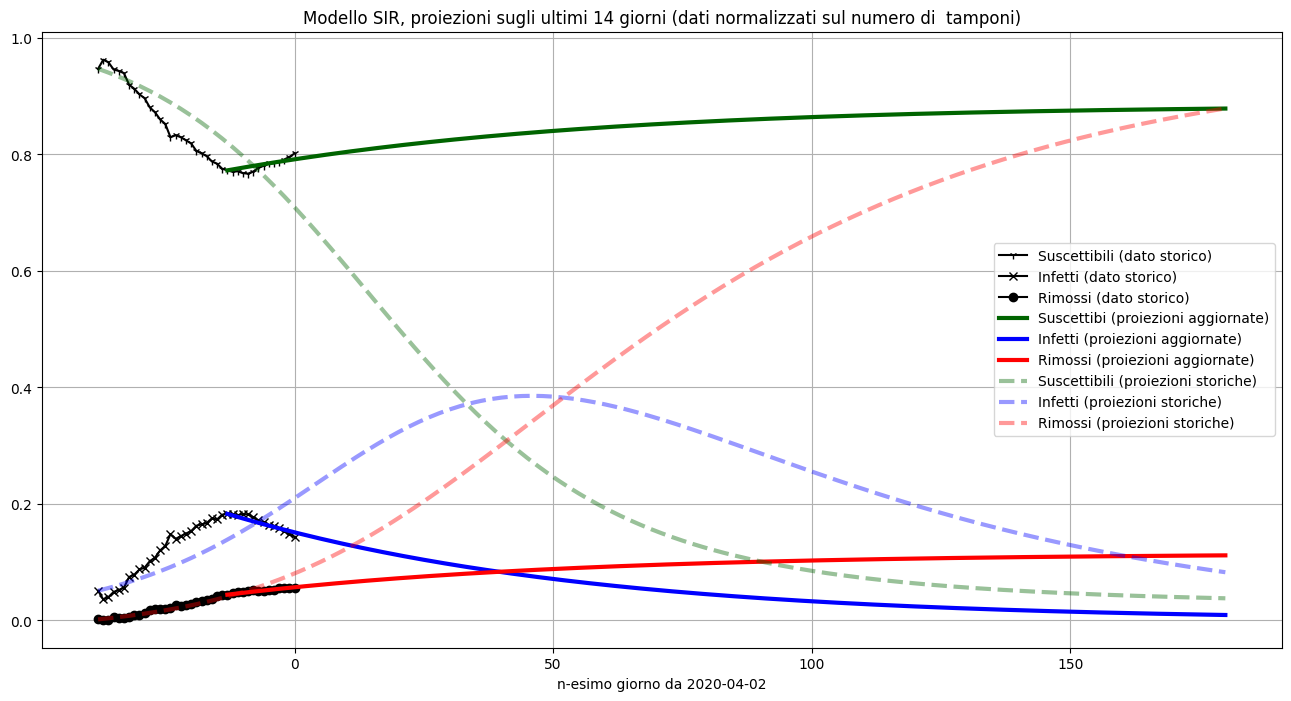 Modello SIR, proiezioni sugli ultimi 14 giorni (dati normalizzati sul numero di  tamponi)
1.0
0.8
0.6
0.4
0.2
0.0
Suscettibili (dato storico)
Infetti (dato storico)
Rimossi (dato storico)
Suscettibi (proiezioni aggiornate)
Infetti (proiezioni aggiornate)
Rimossi (proiezioni aggiornate)
Suscettibili (proiezioni storiche)
Infetti (proiezioni storiche)
Rimossi (proiezioni storiche)
0 50 100 150
n-esimo giorno da 2020-04-02